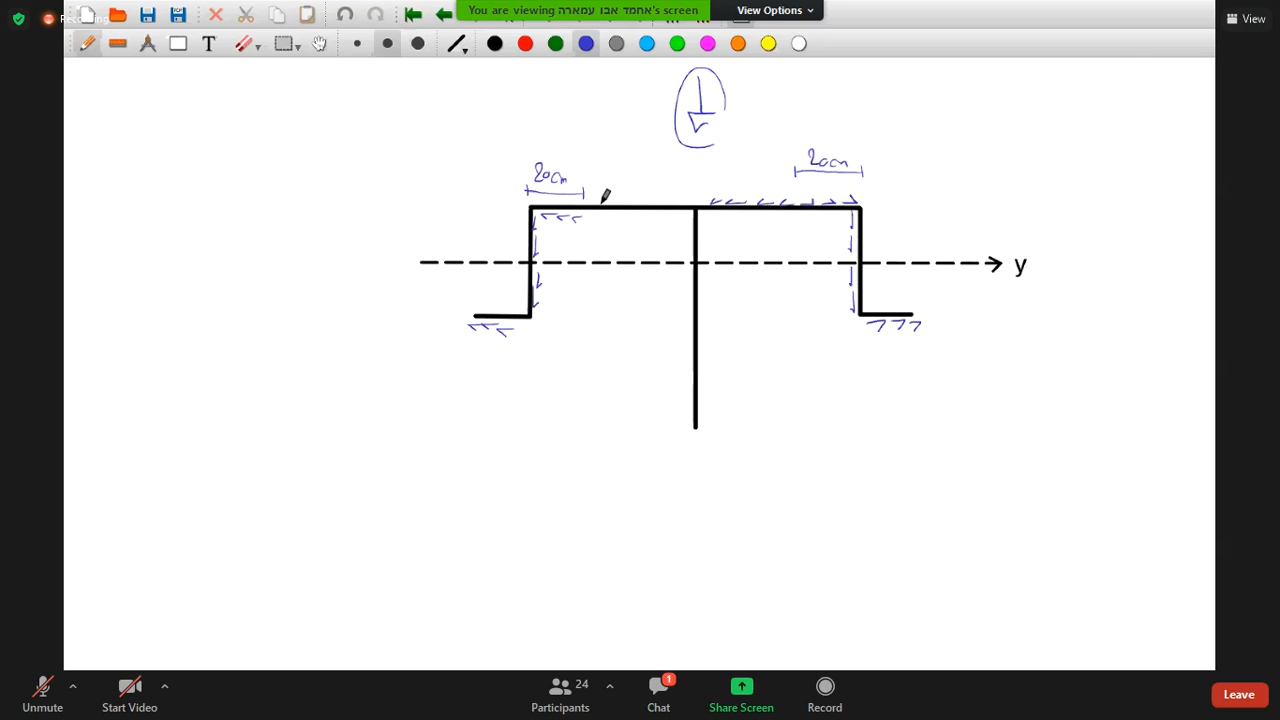 Recording
You are viewing אחמד אבו עמארה's screen
View Options
View
T
20cm
20cm
y
Unmute
Start Video
24
Participants
1
Chat
Share Screen
Record
Leave